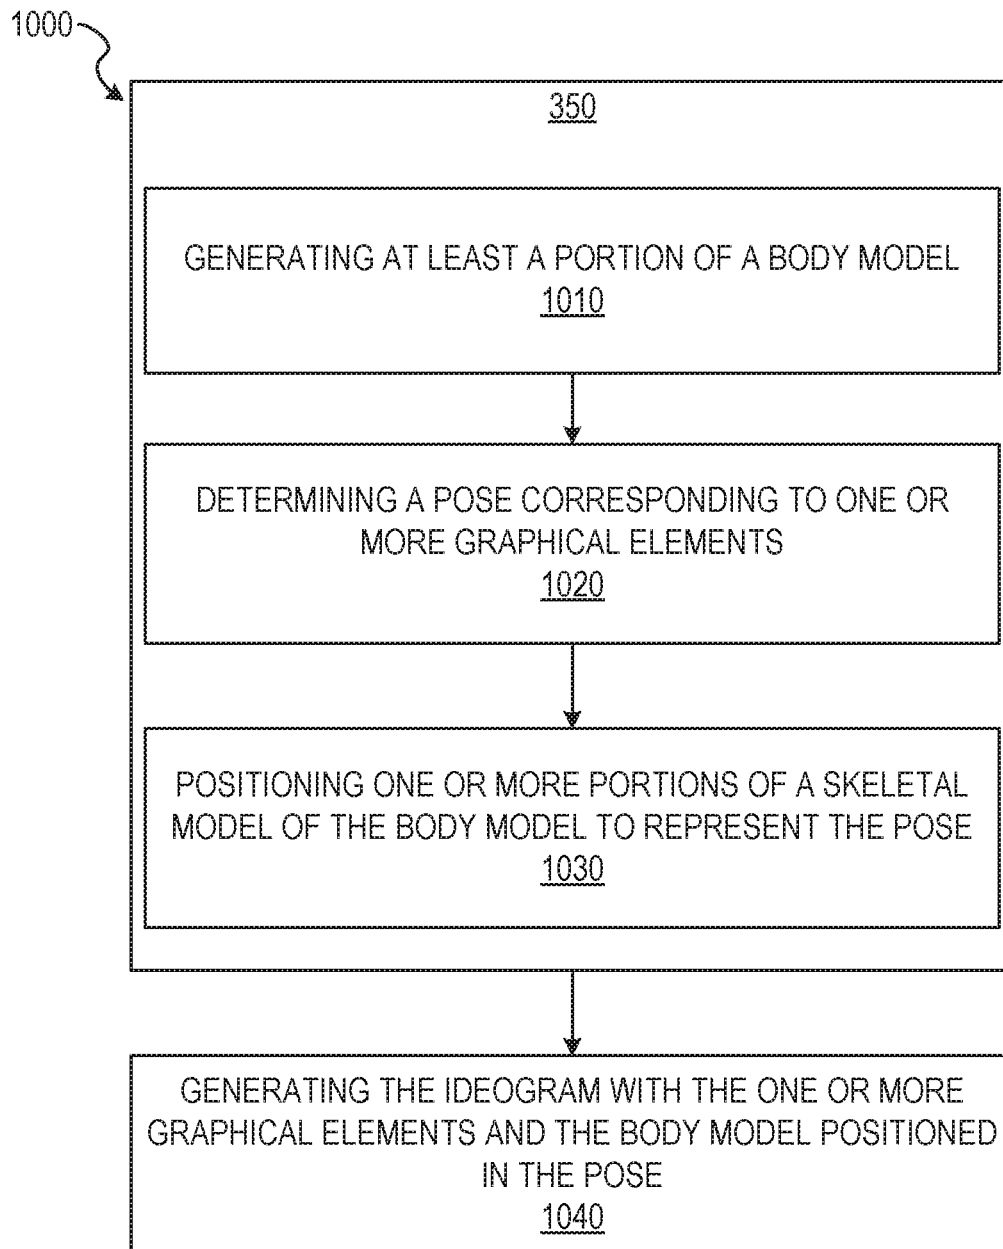 1000
350
GENERATING AT LEAST A PORTION OF A BODY MODEL
1010
DETERMINING A POSE CORRESPONDING TO ONE OR
MORE GRAPHICAL ELEMENTS
1020
POSITIONING ONE OR MORE PORTIONS OF A SKELETAL
MODEL OF THE BODY MODEL TO REPRESENT THE POSE
1030
GENERATING THE IDEOGRAM WITH THE ONE OR MORE
GRAPHICAL ELEMENTS AND THE BODY MODEL POSITIONED
IN THE POSE
1040